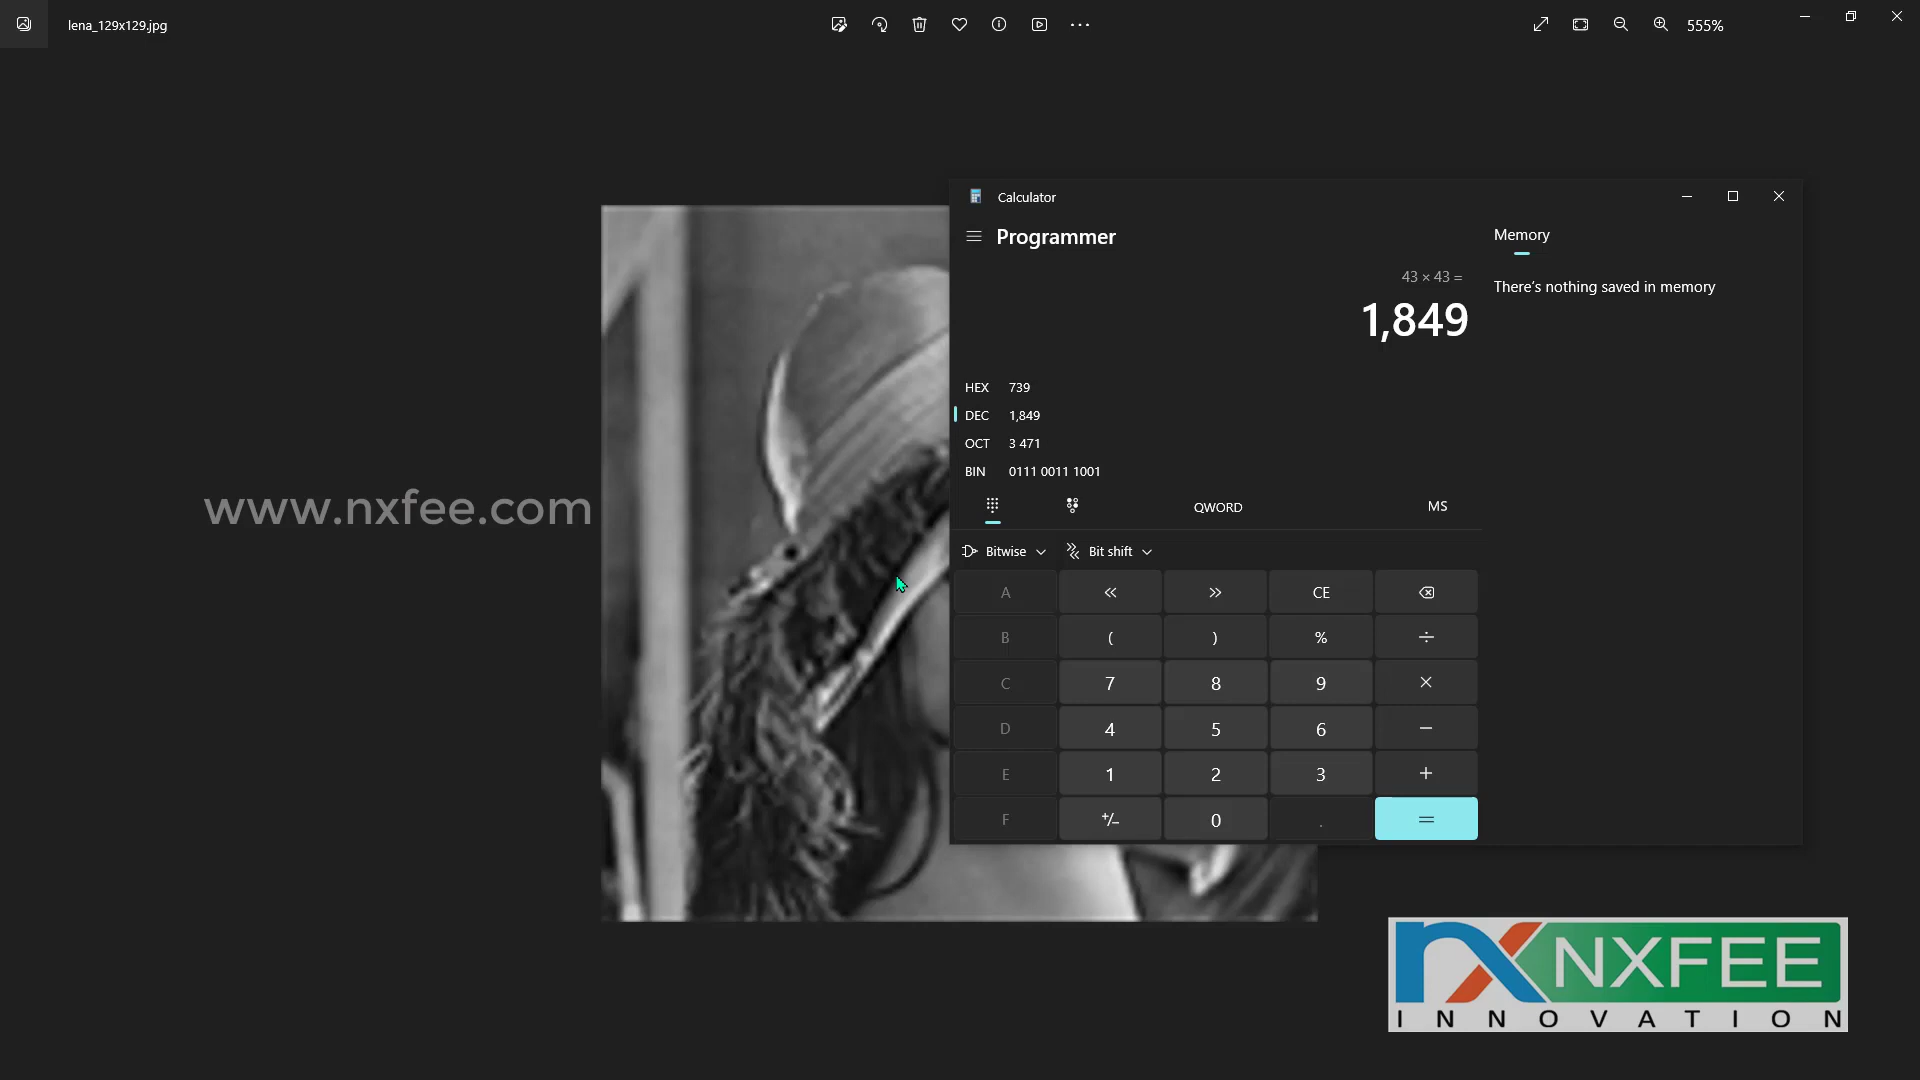 lena_129x129.jpg
555%
Calculator
Programmer
Memory
43 × 43 =
There's nothing saved in memory
1,849
HEX 739
DEC 1,849
OCT 3 471
BIN 0111 0011 1001
www.nxfee.com
QWORD
MS
Bitwise
Bit shift
A « » CE
B ( ) % ÷
C 7 8 9 ×
D 4 5 6 −
E 1 2 3 +
F +/− 0 . =
NXFEE
INNOVATION